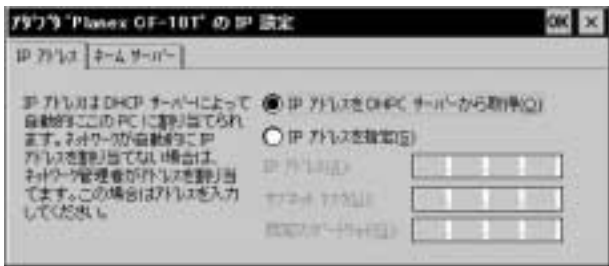 ｱﾀﾞﾌﾟﾀ 'Planex GF-10T' の IP 設定 OK ×
IP ｱﾄﾞﾚｽ ﾈｰﾑ ｻｰﾊﾞｰ
IP ｱﾄﾞﾚｽは DHCP ｻｰﾊﾞｰによって
自動的にこの PC に割り当てられ
ます。ﾈｯﾄﾜｰｸが自動的に IP
ｱﾄﾞﾚｽを割り当てない場合は、
ﾈｯﾄﾜｰｸ管理者がｱﾄﾞﾚｽを割り当
てます。この場合はｱﾄﾞﾚｽを入力
してください。
IP ｱﾄﾞﾚｽを DHPC ｻｰﾊﾞｰから取得(O)
IP ｱﾄﾞﾚｽを指定(S)
IP ｱﾄﾞﾚｽ(A):
ｻﾌﾞﾈｯﾄ ﾏｽｸ(U):